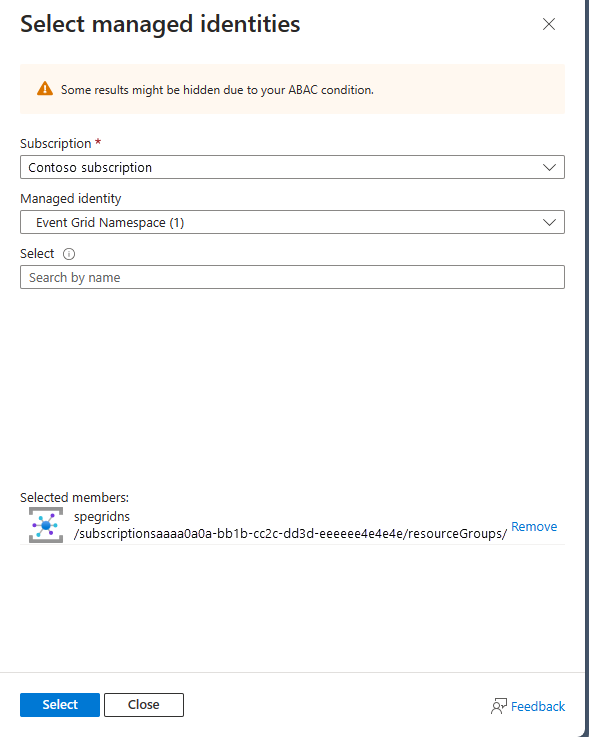 Select managed identities
Some results might be hidden due to your ABAC condition.
Subscription *
Contoso subscription
Managed identity
Event Grid Namespace (1)
Select
Search by name
Selected members:
spegridns
/subscriptionsaaaa0a0a-bb1b-cc2c-dd3d-eeeeee4e4e4e/resourceGroups/
Remove
Select
Close
Feedback